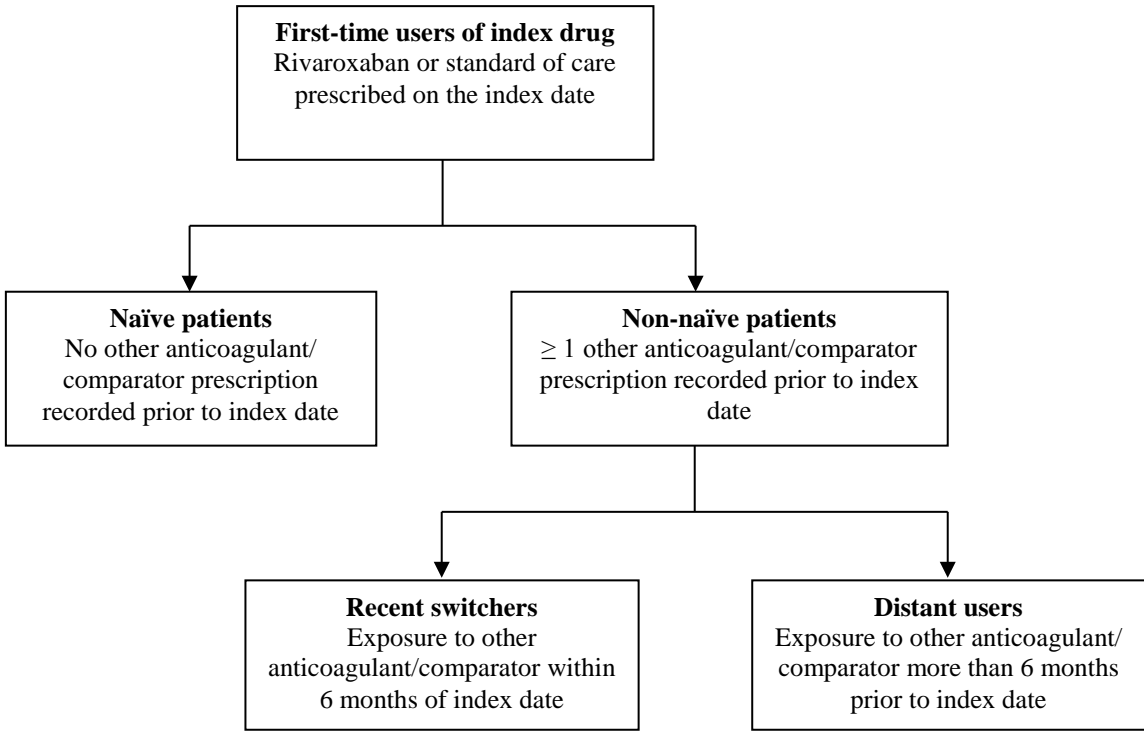 First-time users of index drug
Rivaroxaban or standard of care
prescribed on the index date
Naïve patients
No other anticoagulant/
comparator prescription
recorded prior to index date
Non-naïve patients
≥ 1 other anticoagulant/comparator
prescription recorded prior to index
date
Recent switchers
Exposure to other
anticoagulant/comparator within
6 months of index date
Distant users
Exposure to other anticoagulant/
comparator more than 6 months
prior to index date